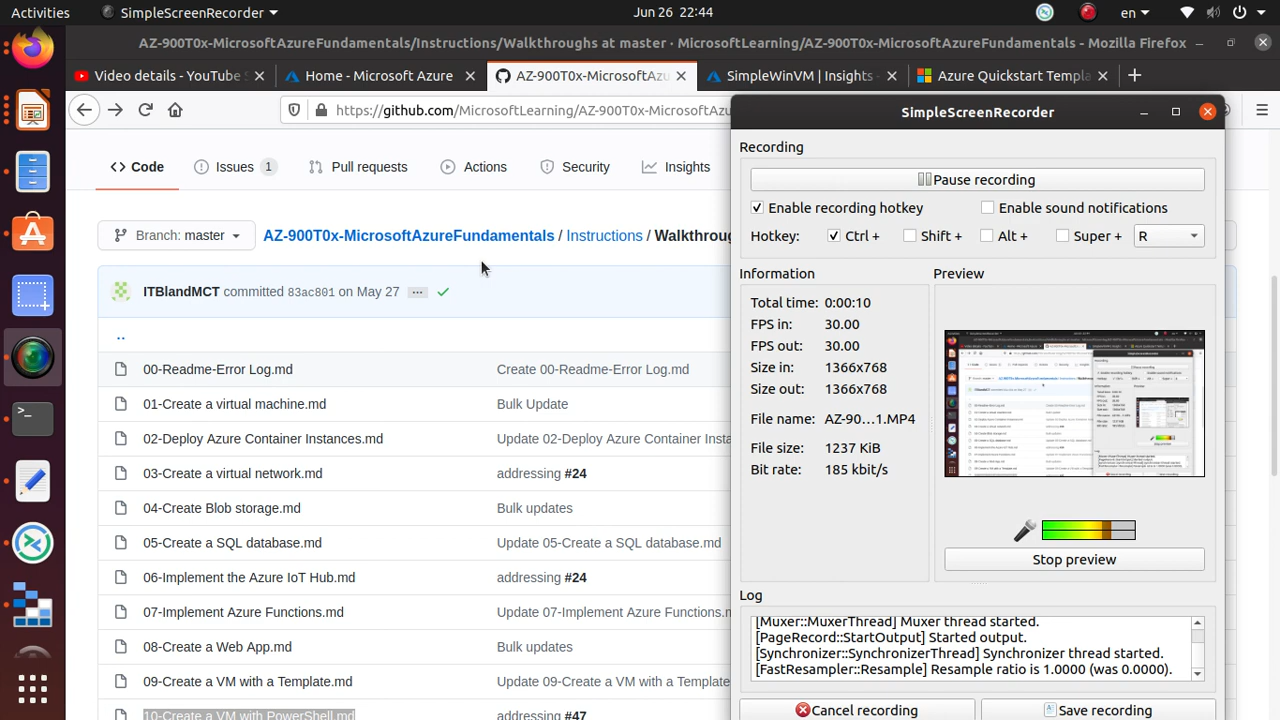 Activities
SimpleScreenRecorder
Jun 26 22:44
en
AZ-900T0x-MicrosoftAzureFundamentals/Instructions/Walkthroughs at master · MicrosoftLearning/AZ-900T0x-MicrosoftAzureFundamentals - Mozilla Firefox
Video details - YouTube S
Home - Microsoft Azure
AZ-900T0x-MicrosoftAzu
SimpleWinVM | Insights -
Azure Quickstart Templa
https://github.com/MicrosoftLearning/AZ-900T0x-MicrosoftAzu
Code
Issues 1
Pull requests
Actions
Security
Insights
Branch: master
AZ-900T0x-MicrosoftAzureFundamentals / Instructions / Walkthroug
ITBlandMCT committed 83ac801 on May 27 ...
..
00-Readme-Error Log.md Create 00-Readme-Error Log.md
01-Create a virtual machine.md Bulk Update
02-Deploy Azure Container Instances.md Update 02-Deploy Azure Container Insta
03-Create a virtual network.md addressing #24
04-Create Blob storage.md Bulk updates
05-Create a SQL database.md Update 05-Create a SQL database.md
06-Implement the Azure IoT Hub.md addressing #24
07-Implement Azure Functions.md Update 07-Implement Azure Functions.m
08-Create a Web App.md Bulk updates
09-Create a VM with a Template.md Update 09-Create a VM with a Template
10-Create a VM with PowerShell.md addressing #47
SimpleScreenRecorder
Recording
Pause recording
Enable recording hotkey
Enable sound notifications
Hotkey: Ctrl + Shift + Alt + Super + R
Information
Total time: 0:00:10
FPS in: 30.00
FPS out: 30.00
Size in: 1366x768
Size out: 1366x768
File name: AZ-90…1.MP4
File size: 1237 KiB
Bit rate: 185 kbit/s
Preview
Stop preview
Log
[Muxer::MuxerThread] Muxer thread started.
[PageRecord::StartOutput] Started output.
[Synchronizer::SynchronizerThread] Synchronizer thread started.
[FastResampler::Resample] Resample ratio is 1.0000 (was 0.0000).
Cancel recording
Save recording